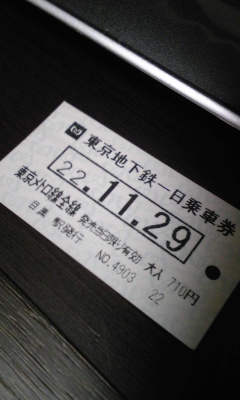 東京地下鉄一日乗車券
22.11.29
東京メトロ線全線 発売当日限り有効 大人 710円
目黒 駅発行 NO.4903 22